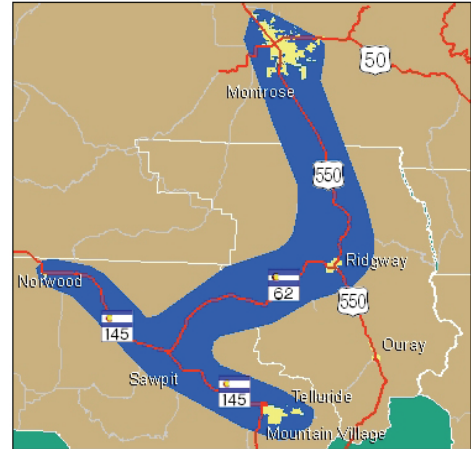 50
Montrose
550
Ridgway
Norwood
62
550
145
Ouray
Sawpit
145
Telluride
Mountain Village